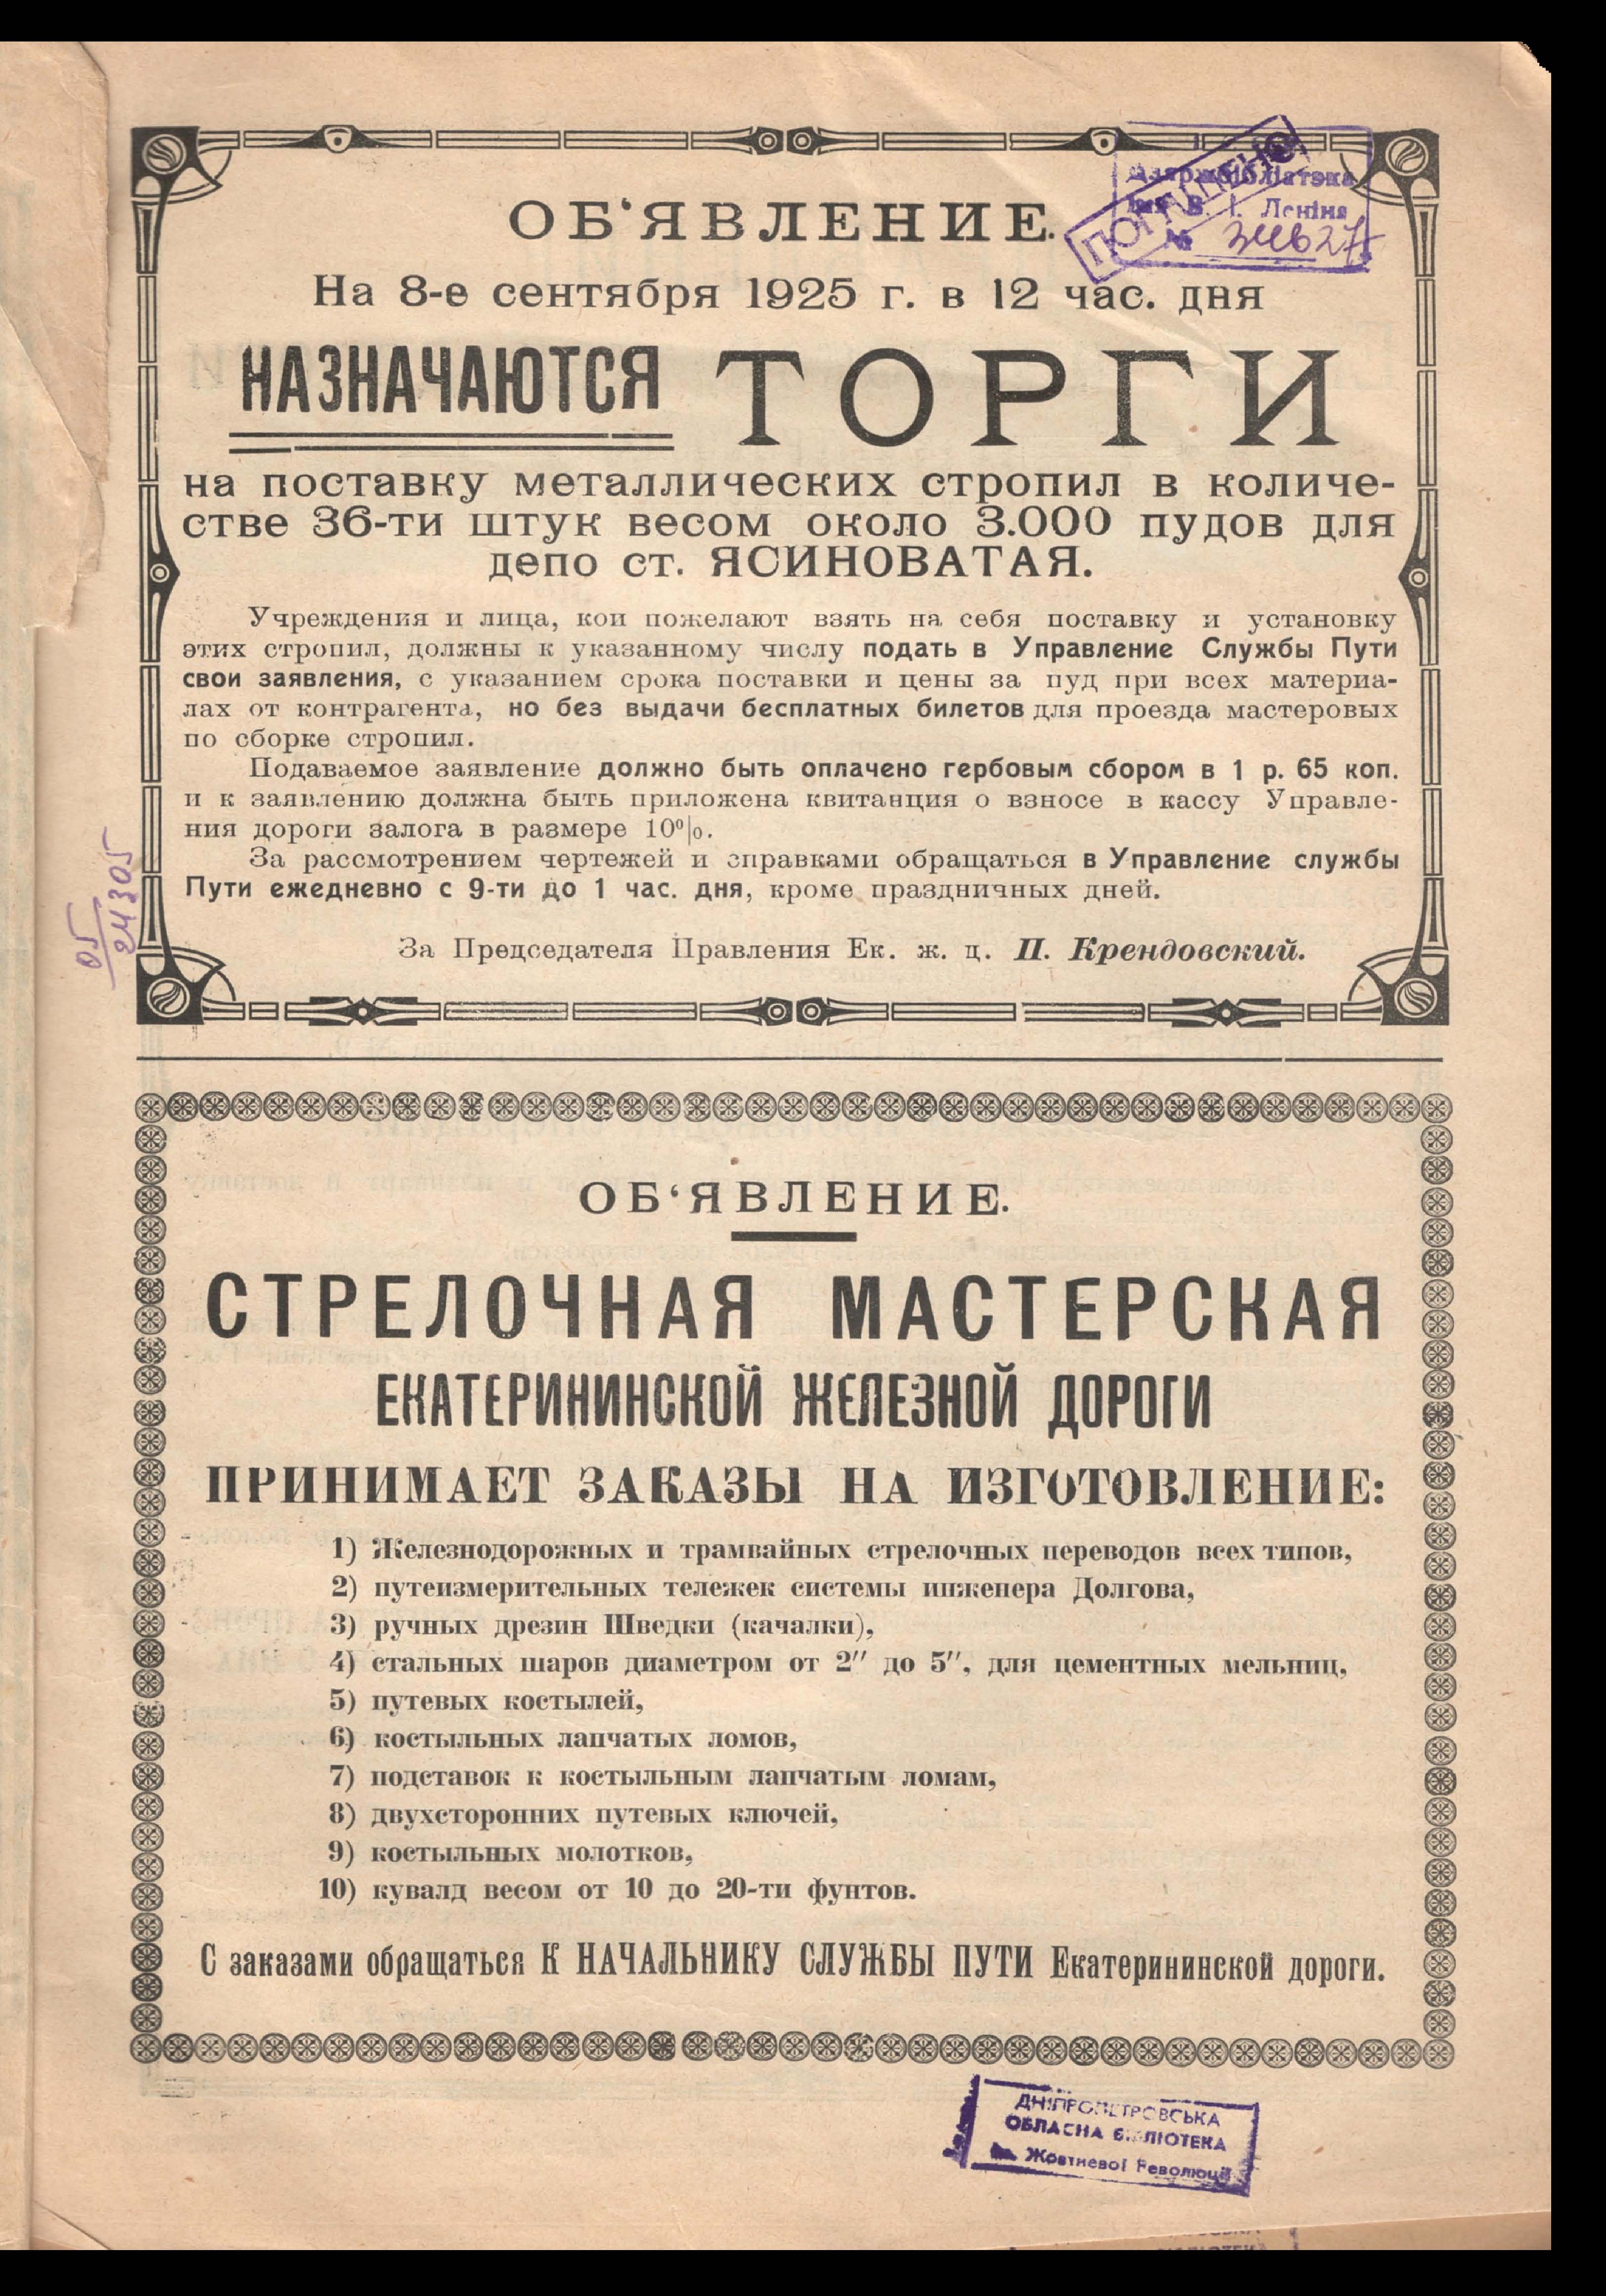 ОБ‘ЯВЛЕНИЕ.
Дзяржбібліятэка
імя В. І. Леніна
№ 34627
На 8-е сентября 1925 г. в 12 час. дня
НАЗНАЧАЮТСЯ ТОРГИ
на поставку металлических стропил в количе-
стве 36-ти штук весом около 3.000 пудов для
депо ст. ЯСИНОВАТАЯ.
Учреждения и лица, кои пожелают взять на себя поставку и установку
этих стропил, должны к указанному числу подать в Управление Службы Пути
свои заявления, с указанием срока поставки и цены за пуд при всех материа-
лах от контрагента, но без выдачи бесплатных билетов для проезда мастеровых
по сборке стропил.
Подаваемое заявление должно быть оплачено гербовым сбором в 1 р. 65 коп.
и к заявлению должна быть приложена квитанция о взносе в кассу Управле-
ния дороги залога в размере 10%.
За рассмотрением чертежей и справками обращаться в Управление службы
Пути ежедневно с 9-ти до 1 час. дня, кроме праздничных дней.
За Председателя Правления Ек. ж. д. П. Крендовский.
05
24305
ОБ‘ЯВЛЕНИЕ.
СТРЕЛОЧНАЯ МАСТЕРСКАЯ
ЕКАТЕРИНИНСКОЙ ЖЕЛЕЗНОЙ ДОРОГИ
ПРИНИМАЕТ ЗАКАЗЫ НА ИЗГОТОВЛЕНИЕ:
1) Железнодорожных и трамвайных стрелочных переводов всех типов,
2) путеизмерительных тележек системы инженера Долгова,
3) ручных дрезин Шведки (качалки),
4) стальных шаров диаметром от 2″ до 5″, для цементных мельниц,
5) путевых костылей,
6) костыльных лапчатых ломов,
7) подставок к костыльным лапчатым ломам,
8) двухсторонних путевых ключей,
9) костыльных молотков,
10) кувалд весом от 10 до 20-ти фунтов.
С заказами обращаться К НАЧАЛЬНИКУ СЛУЖБЫ ПУТИ Екатерининской дороги.
ДНІПРОПЕТРОВСЬКА
ОБЛАСНА БІБЛІОТЕКА
Жовтневої Революції